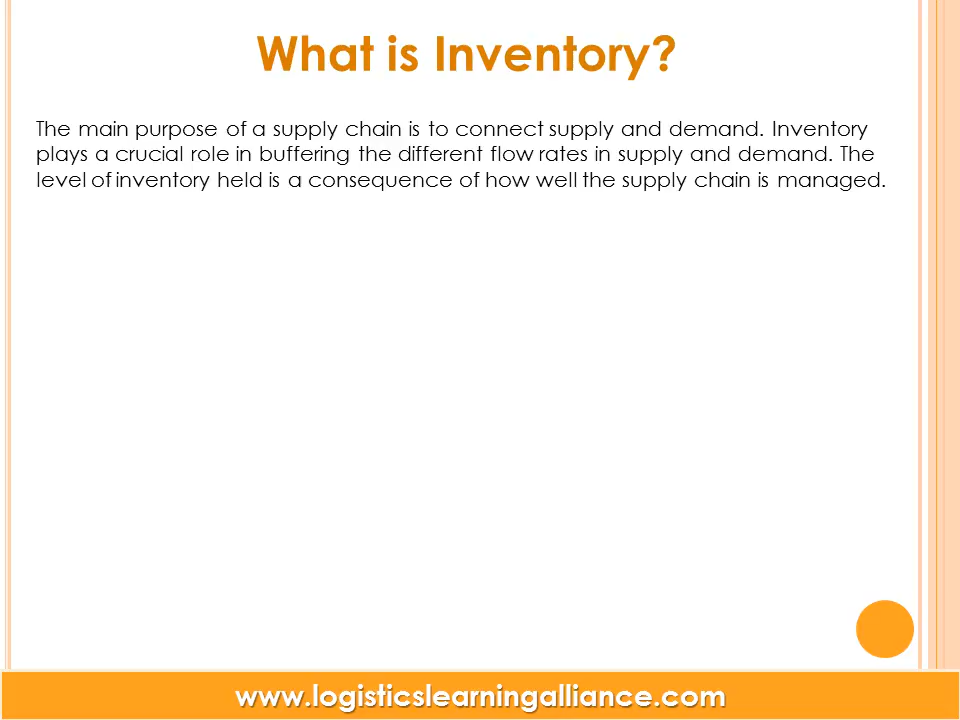 What is Inventory?
The main purpose of a supply chain is to connect supply and demand. Inventory
plays a crucial role in buffering the different flow rates in supply and demand. The
level of inventory held is a consequence of how well the supply chain is managed.
www.logisticslearningalliance.com